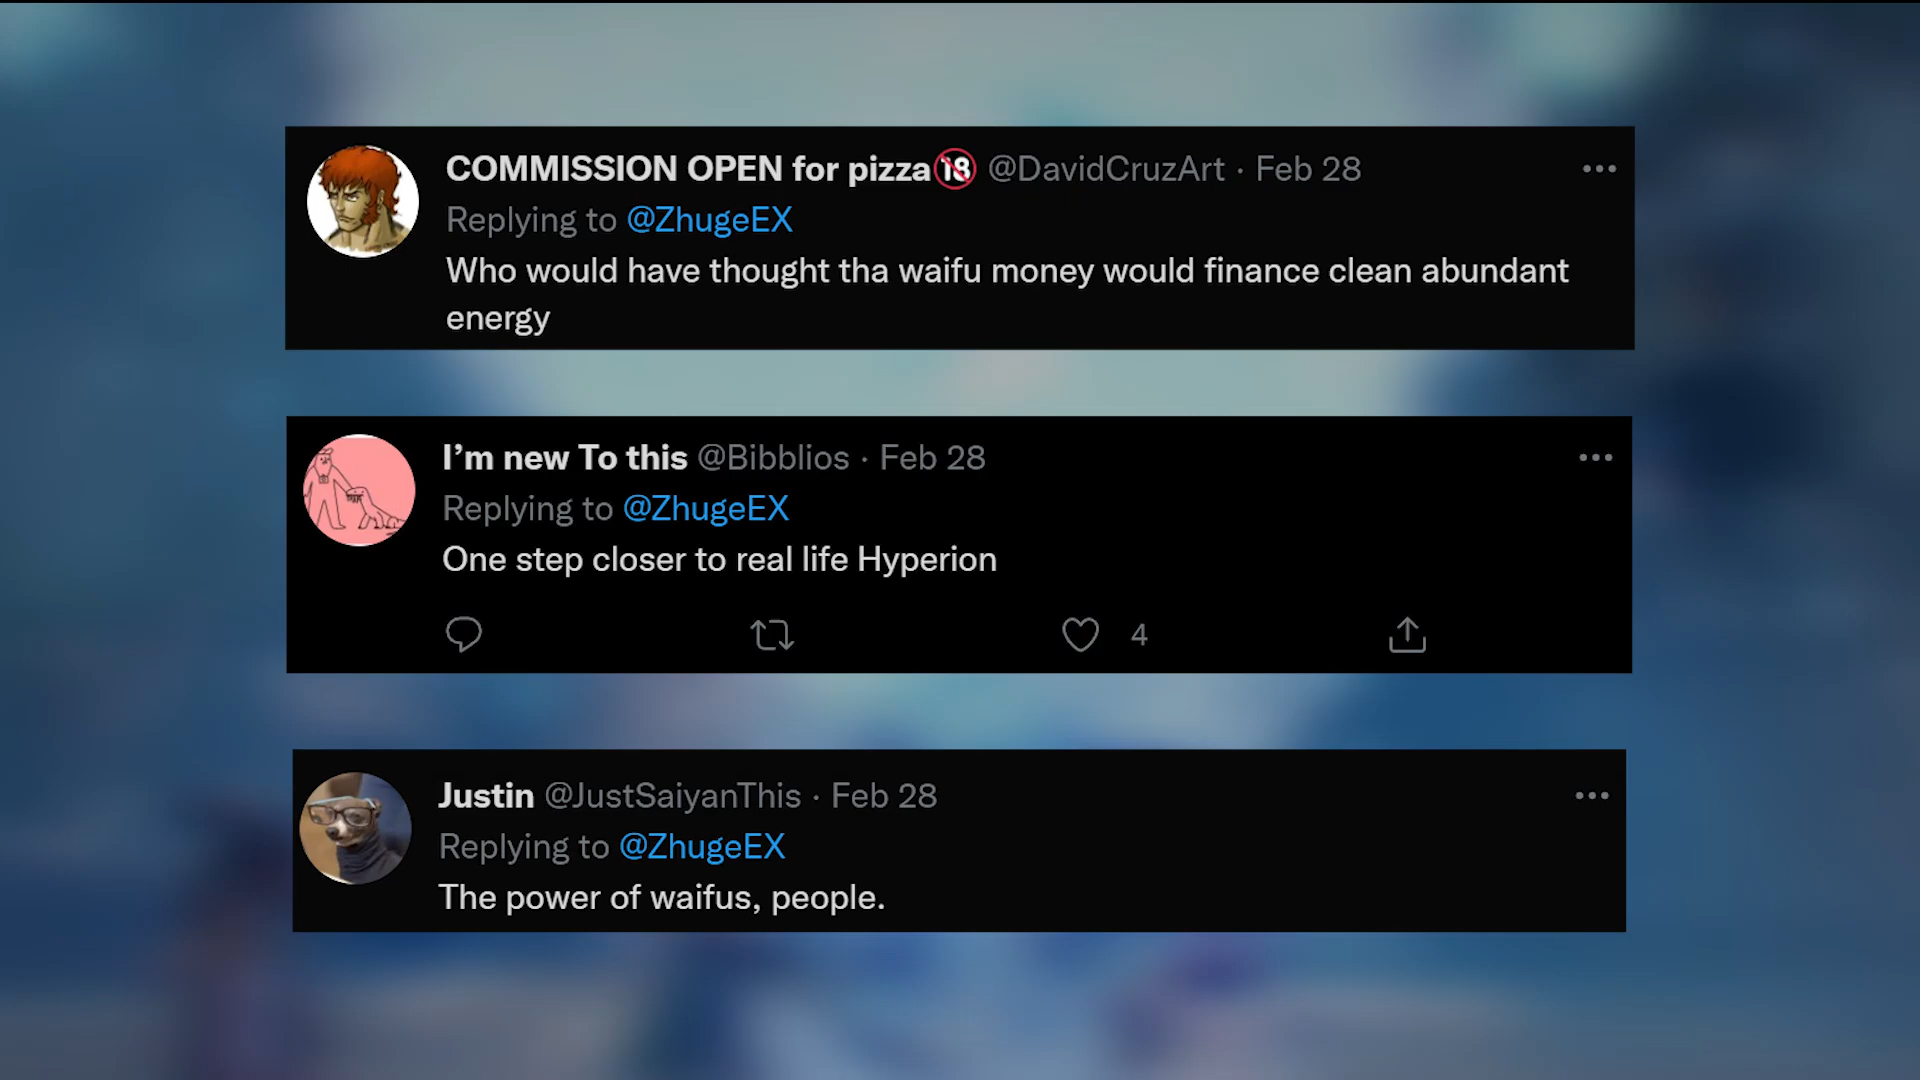 COMMISSION OPEN for pizza🔞 @DavidCruzArt · Feb 28
Replying to @ZhugeEX
Who would have thought tha waifu money would finance clean abundant
energy
I’m new To this @Bibblios · Feb 28
Replying to @ZhugeEX
One step closer to real life Hyperion
4
Justin @JustSaiyanThis · Feb 28
Replying to @ZhugeEX
The power of waifus, people.